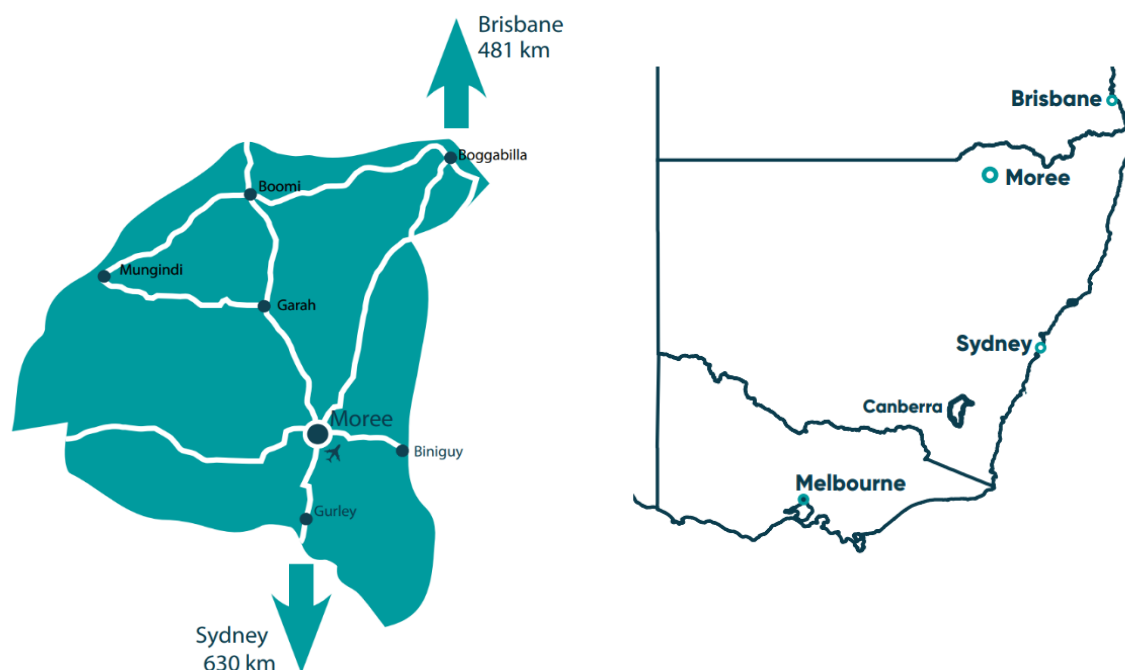 Brisbane
481 km
Boggabilla
Boomi
Mungindi
Garah
Moree
Biniguy
Gurley
Sydney
630 km
Brisbane
Moree
Sydney
Canberra
Melbourne